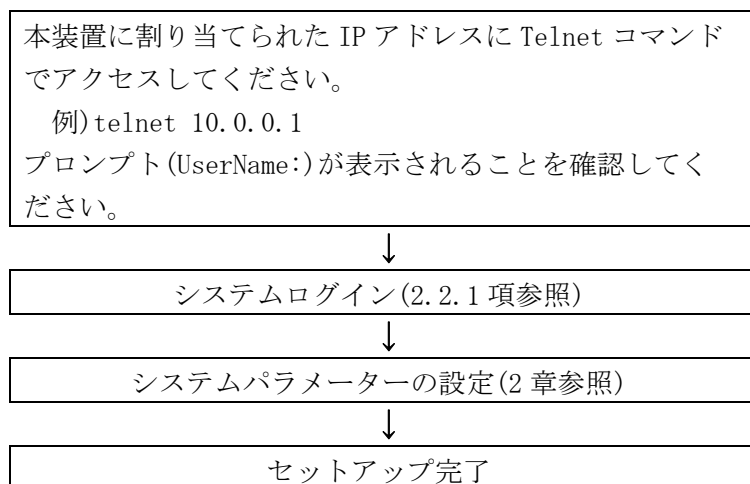 本装置に割り当てられた IP アドレスに Telnet コマンド
でアクセスしてください。
例)telnet 10.0.0.1
プロンプト(UserName:)が表示されることを確認してく
ださい。
↓
システムログイン(2.2.1 項参照)
↓
システムパラメーターの設定(2 章参照)
↓
セットアップ完了